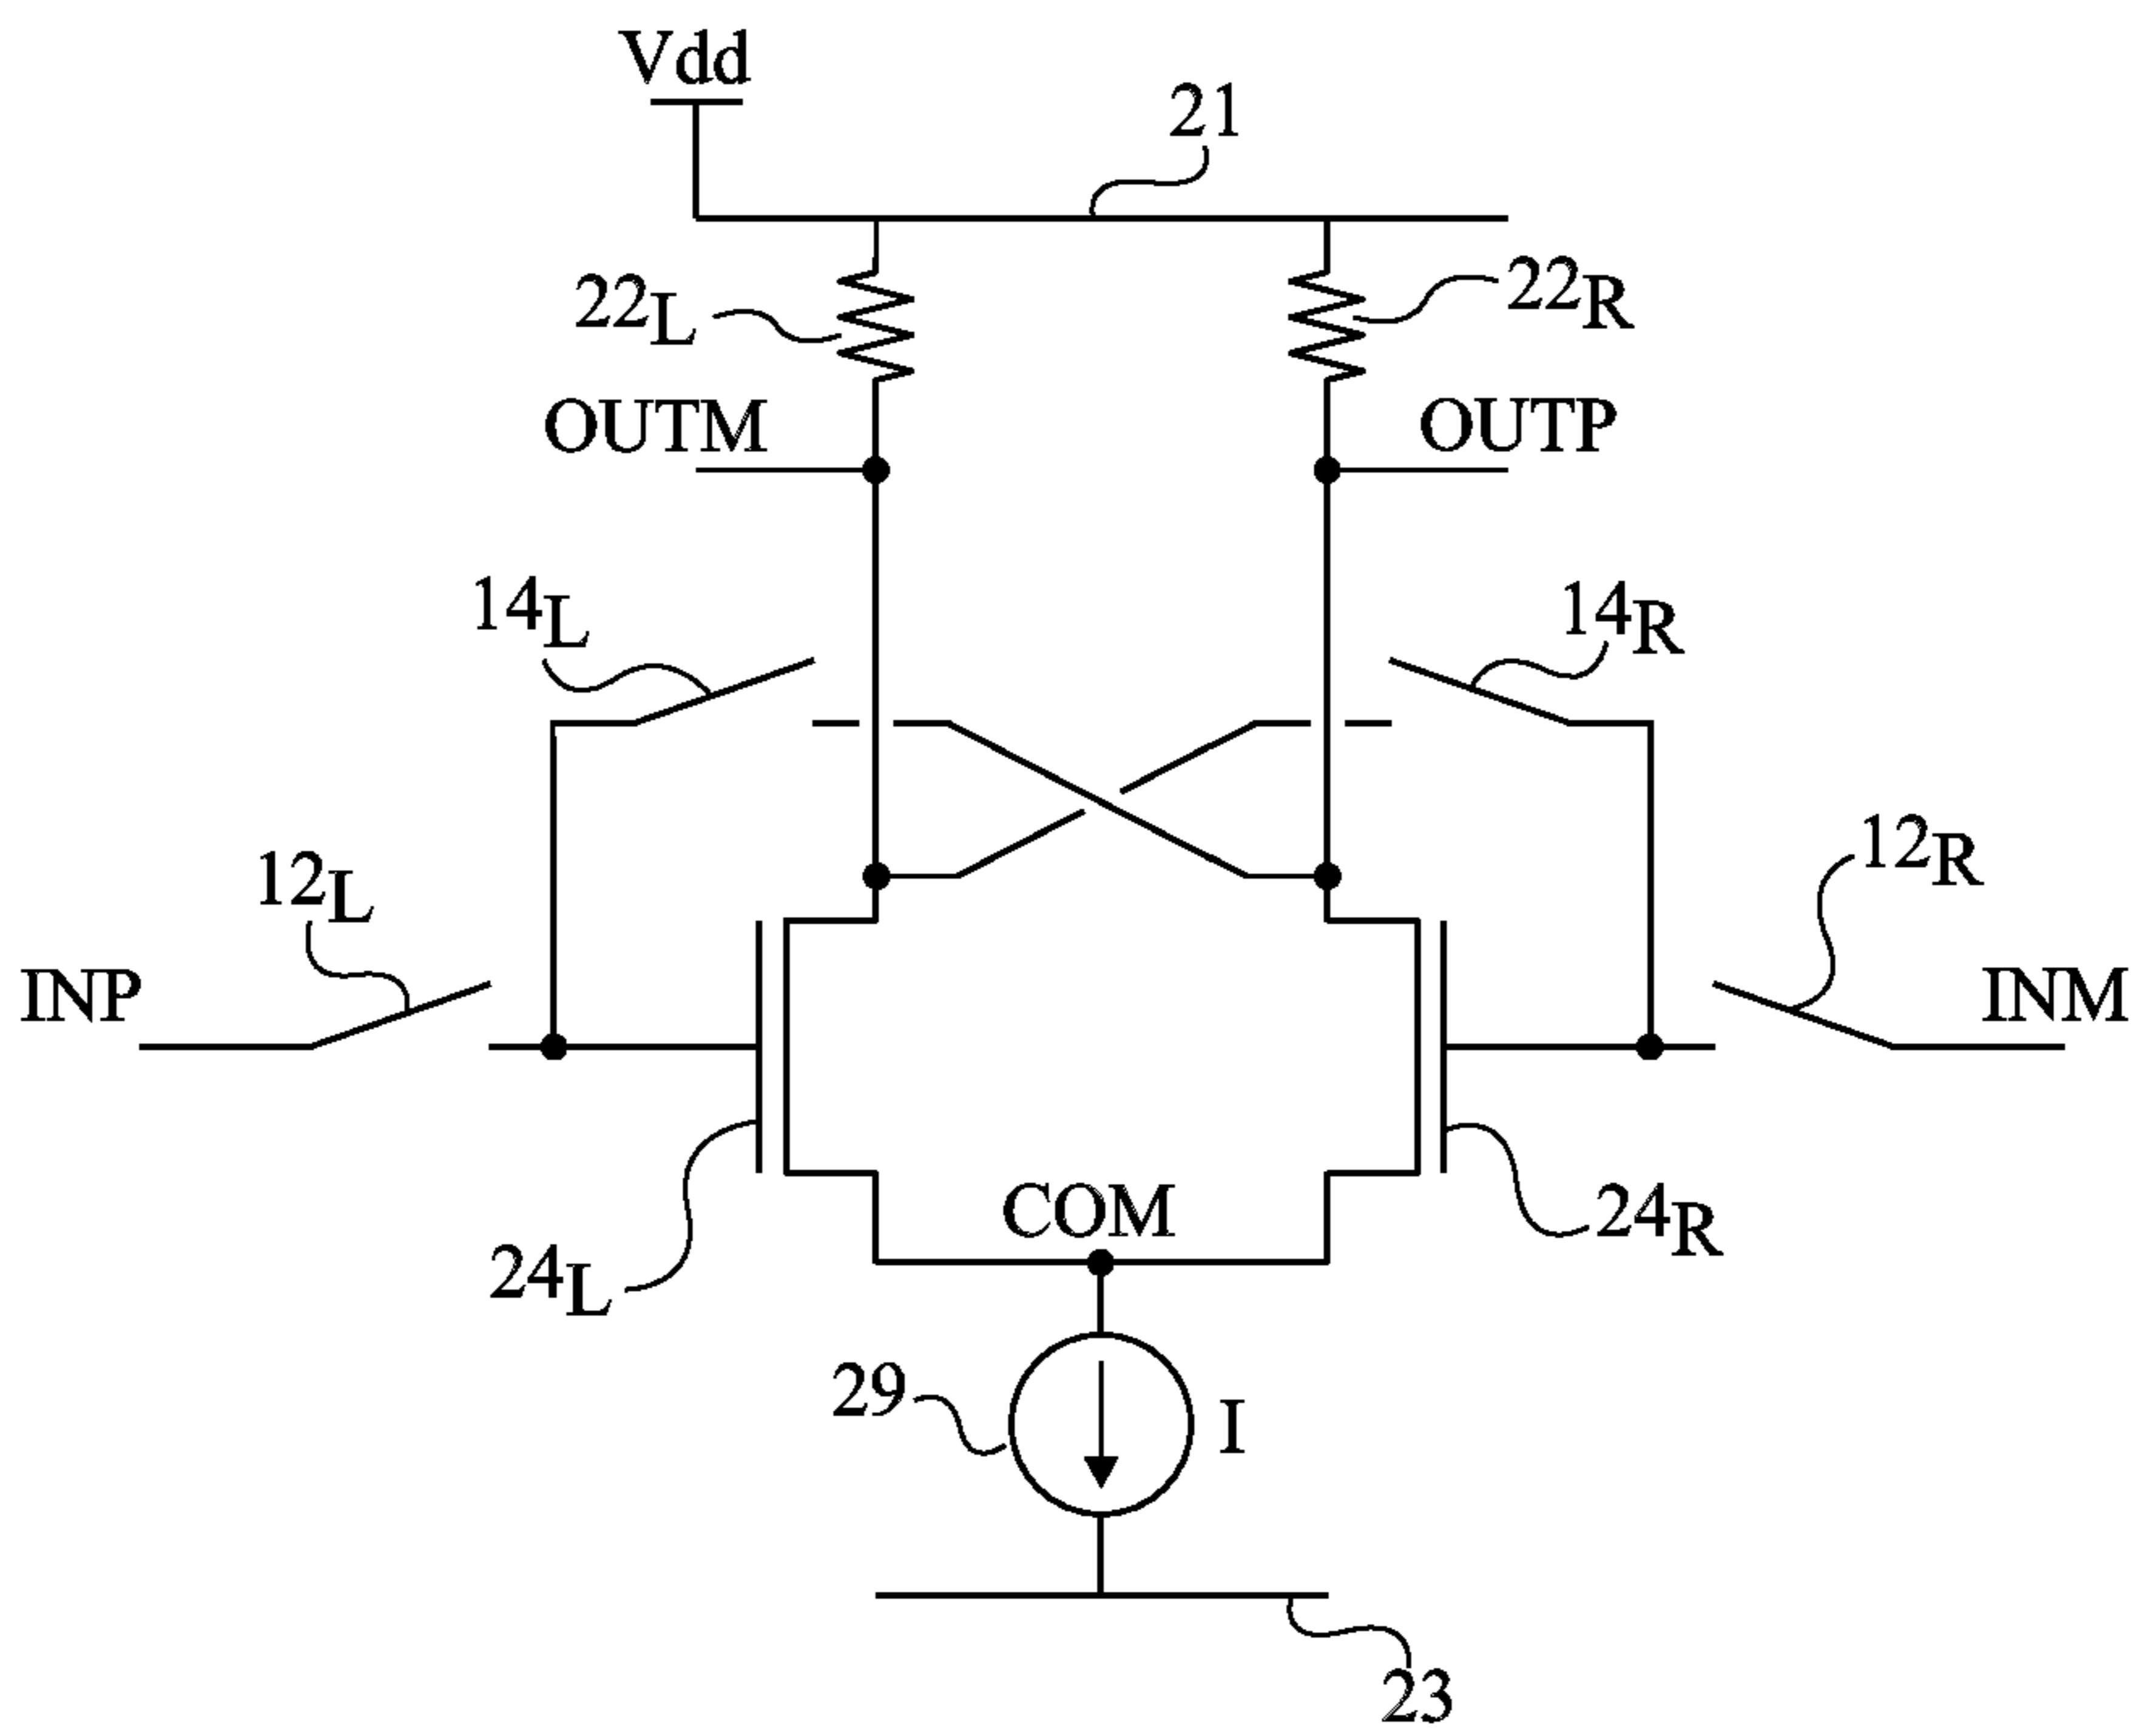 Vdd
21
22L
22R
OUTM
OUTP
14L
14R
12L
12R
INP
INM
COM
24R
24L
29
I
23